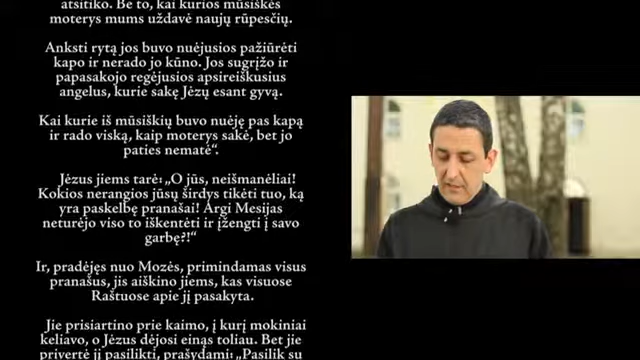 atsitiko. Be to, kai kurios mūsiškės
moterys mums uždavė naujų rūpesčių.
Anksti rytą jos buvo nuėjusios pažiūrėti
kapo ir nerado jo kūno. Jos sugrįžo ir
papasakojo regėjusios apsireiškusius
angelus, kurie sakę Jėzų esant gyvą.
Kai kurie iš mūsiškių buvo nuėję pas kapą
ir rado viską, kaip moterys sakė, bet jo
paties nematė“.
Jėzus jiems tarė: „O jūs, neišmanėliai!
Kokios nerangios jūsų širdys tikėti tuo, ką
yra paskelbę pranašai! Argi Mesijas
neturėjo viso to iškentėti ir įžengti į savo
garbę?!“
Ir, pradėjęs nuo Mozės, primindamas visus
pranašus, jis aiškino jiems, kas visuose
Raštuose apie jį pasakyta.
Jie prisiartino prie kaimo, į kurį mokiniai
keliavo, o Jėzus dėjosi einąs toliau. Bet jie
privertė jį pasilikti, prašydami: „Pasilik su